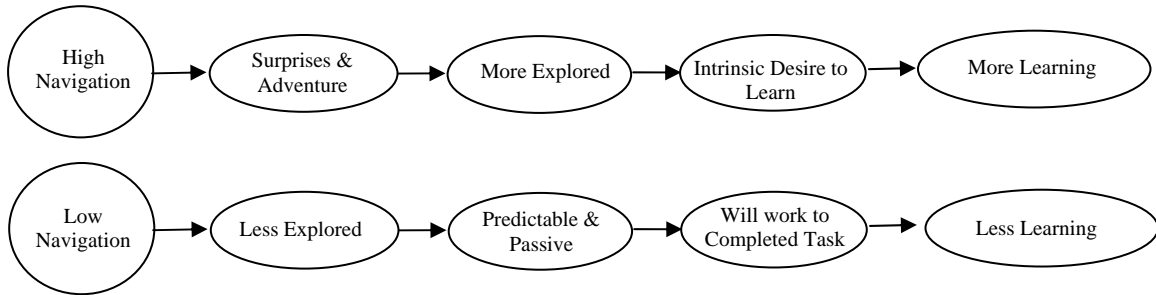 High
Navigation
Surprises &
Adventure
More Explored
Intrinsic Desire to
Learn
More Learning
Low
Navigation
Less Explored
Predictable &
Passive
Will work to
Completed Task
Less Learning